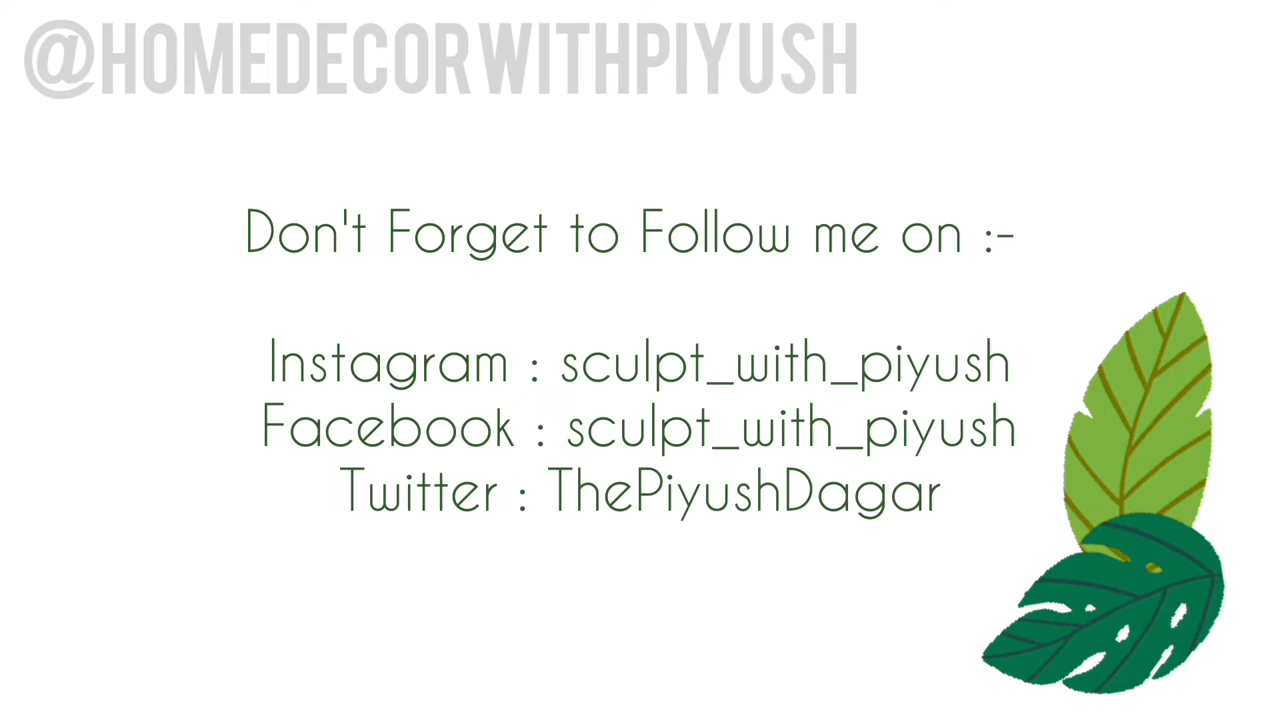 @HOMEDECORWITHPIYUSH
Don't Forget to Follow me on :-
Instagram : sculpt_with_piyush
Facebook : sculpt_with_piyush
Twitter : ThePiyushDagar